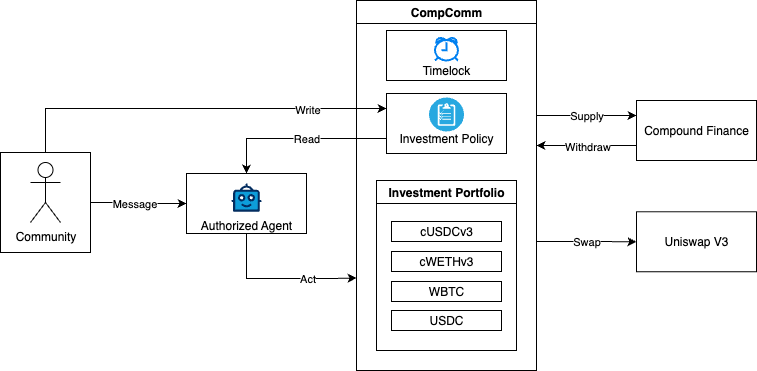 CompComm
Timelock
Write
Investment Policy
Supply
Compound Finance
Read
Withdraw
Community
Message
Authorized Agent
Investment Portfolio
cUSDCv3
cWETHv3
WBTC
USDC
Swap
Uniswap V3
Act